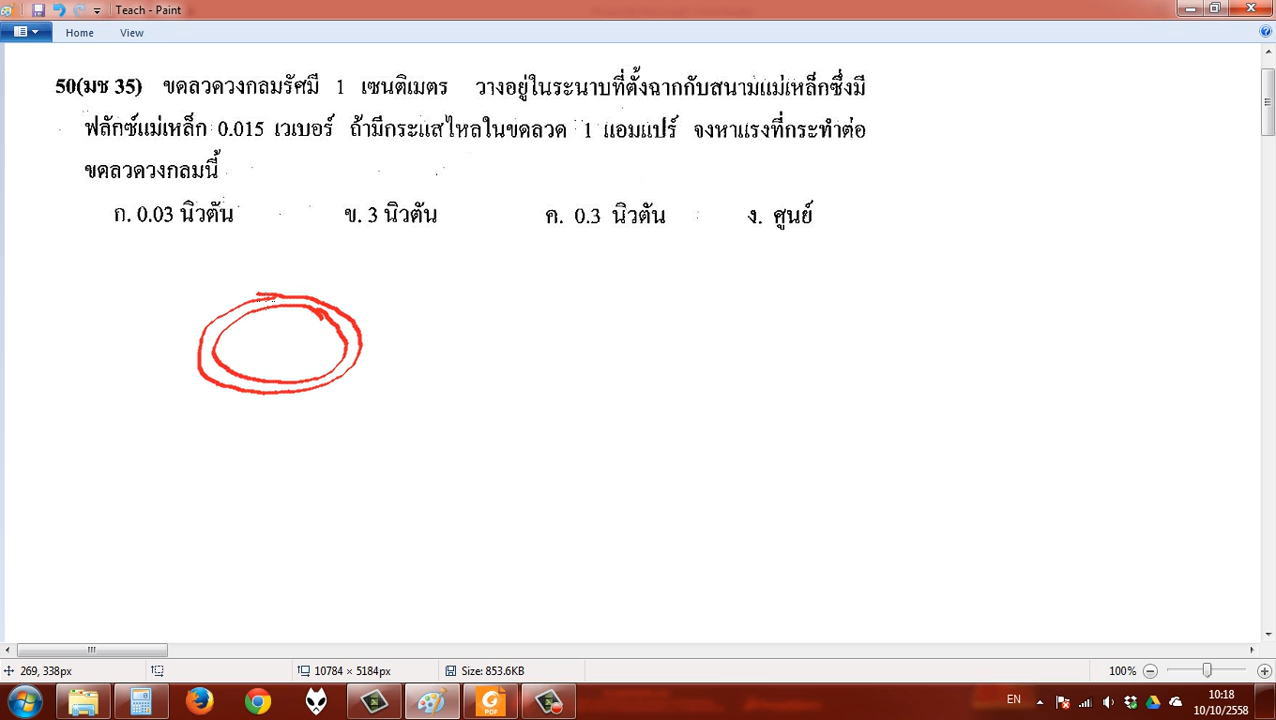 Teach - Paint
Home View
50(มช 35) ขดลวดวงกลมรัศมี 1 เซนติเมตร วางอยู่ในระนาบที่ตั้งฉากกับสนามแม่เหล็กซึ่งมี
ฟลักซ์แม่เหล็ก 0.015 เวเบอร์ ถ้ามีกระแสไหลในขดลวด 1 แอมแปร์ จงหาแรงที่กระทำต่อ
ขดลวดวงกลมนี้
ก. 0.03 นิวตัน ข. 3 นิวตัน ค. 0.3 นิวตัน ง. ศูนย์
269, 338px 10784 × 5184px Size: 853.6KB 100%
PDF EN 10:18
10/10/2558